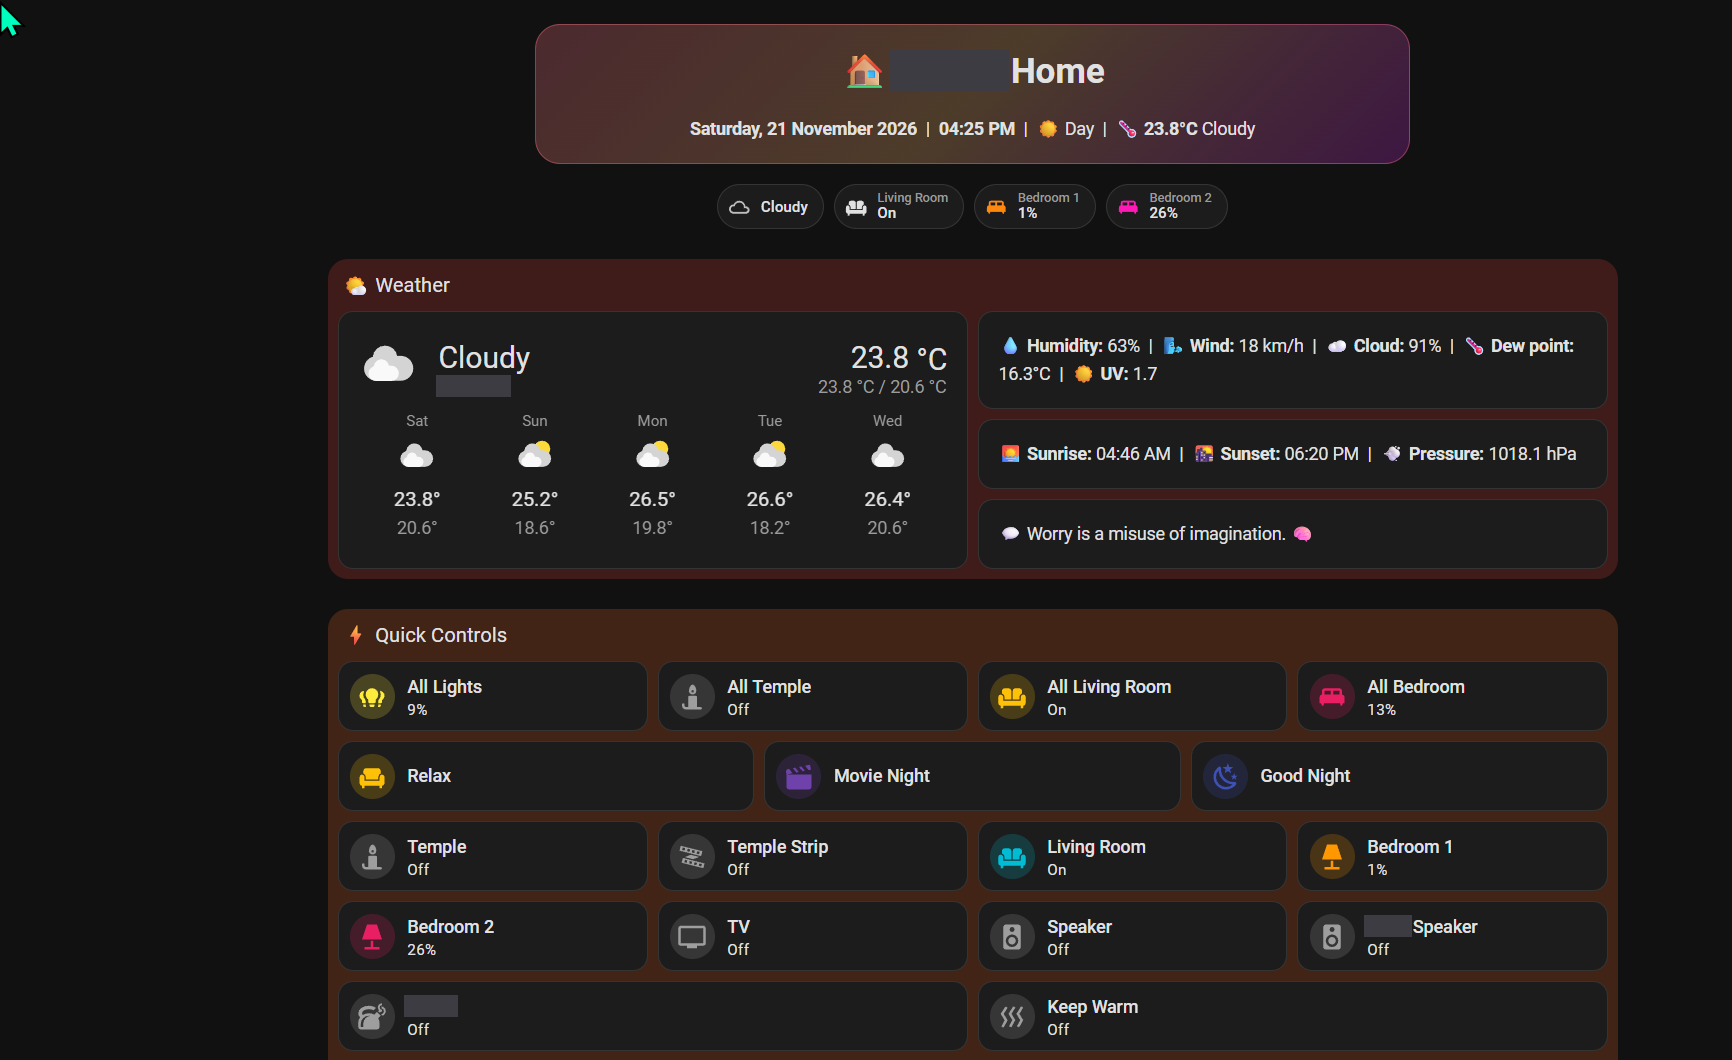 Home
Saturday, 21 November 2026 | 04:25 PM | Day | 23.8°C Cloudy
Cloudy
Living Room
On
Bedroom 1
1%
Bedroom 2
26%
Weather
Cloudy
23.8 °C
23.8 °C / 20.6 °C
Sat Sun Mon Tue Wed
23.8° 25.2° 26.5° 26.6° 26.4°
20.6° 18.6° 19.8° 18.2° 20.6°
Humidity: 63% | Wind: 18 km/h | Cloud: 91% | Dew point:
16.3°C | UV: 1.7
Sunrise: 04:46 AM | Sunset: 06:20 PM | Pressure: 1018.1 hPa
Worry is a misuse of imagination.
Quick Controls
All Lights
9%
All Temple
Off
All Living Room
On
All Bedroom
13%
Relax
Movie Night
Good Night
Temple
Off
Temple Strip
Off
Living Room
On
Bedroom 1
1%
Bedroom 2
26%
TV
Off
Speaker
Off
Speaker
Off
Off
Keep Warm
Off